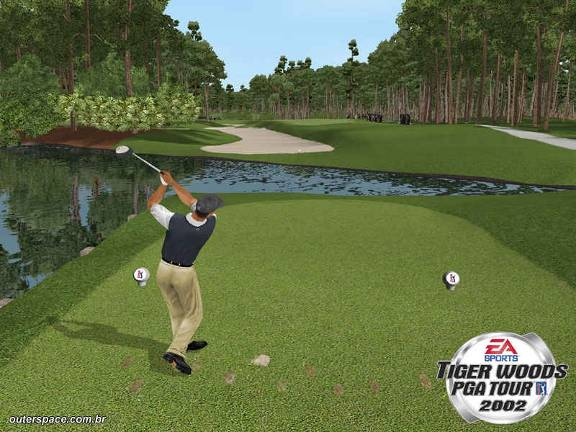 EA
SPORTS
TIGER WOODS
PGA TOUR
2002
outerspace.com.br